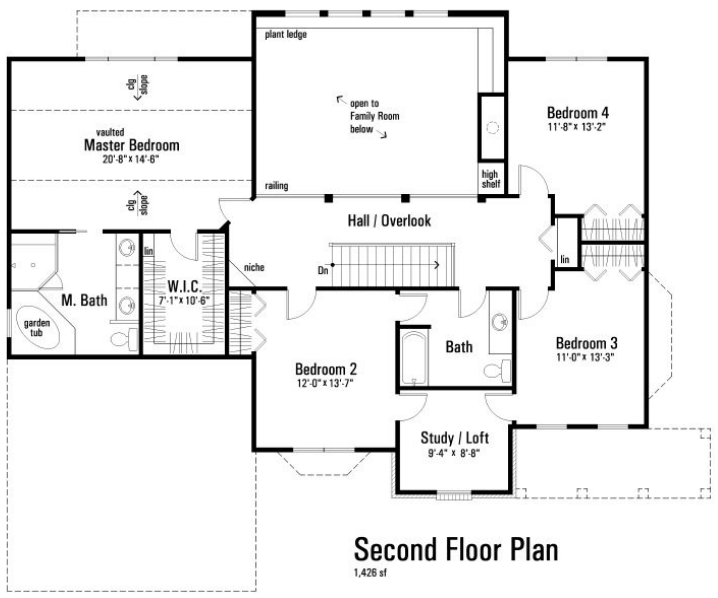 plant ledge
clg
slope
open to
Family Room
below
Bedroom 4
11'-8" x 13'-2"
vaulted
Master Bedroom
20'-8" x 14'-6"
high
shelf
clg
slope
railing
Hall / Overlook
lin
niche
Dn
lin
W.I.C.
7'-1" x 10'-6"
M. Bath
garden
tub
Bath
Bedroom 3
11'-0" x 13'-3"
Bedroom 2
12'-0" x 13'-7"
Study / Loft
9'-4" x 8'-8"
Second Floor Plan
1,426 sf